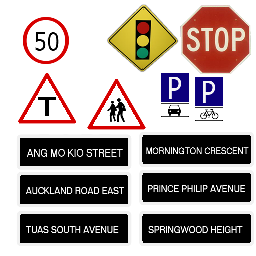 50
STOP
T
P
P
ANG MO KIO STREET
MORNINGTON CRESCENT
AUCKLAND ROAD EAST
PRINCE PHILIP AVENUE
TUAS SOUTH AVENUE
SPRINGWOOD HEIGHT